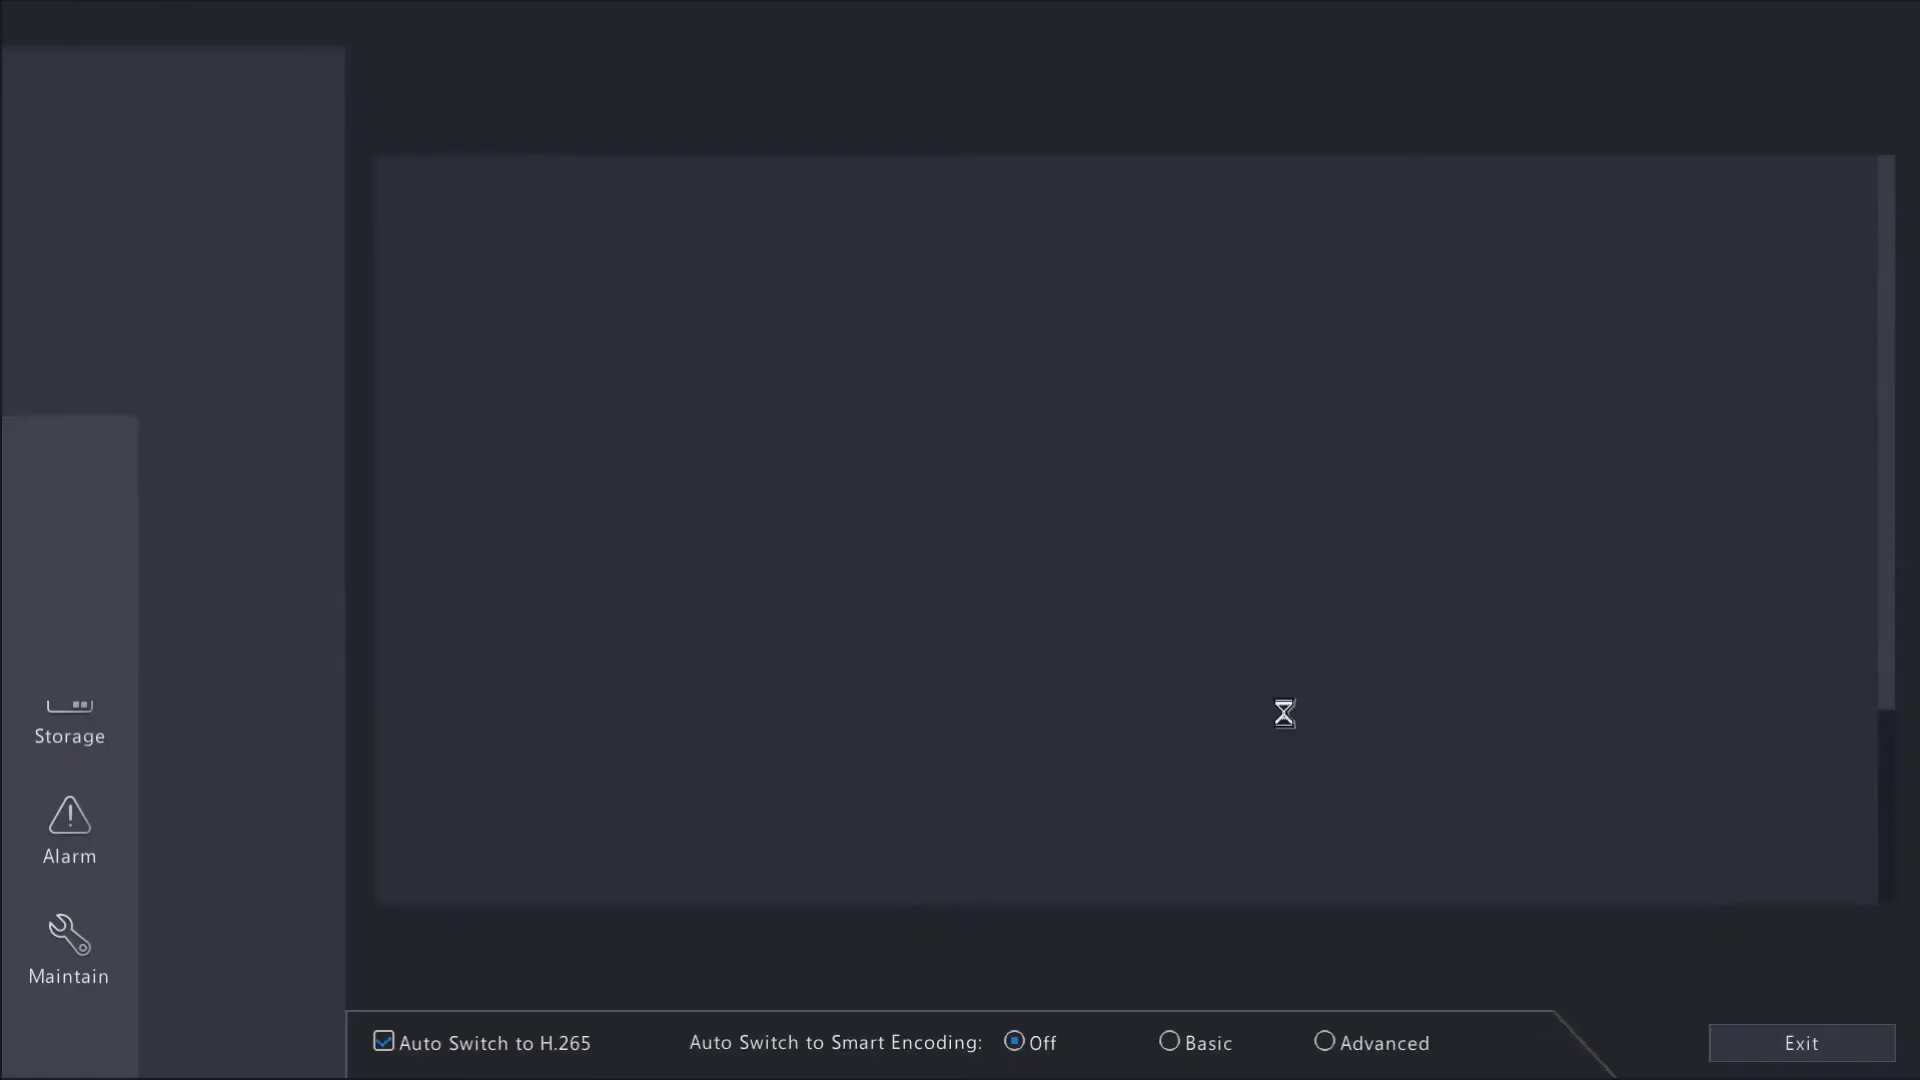 Storage
Alarm
Maintain
Auto Switch to H.265 Auto Switch to Smart Encoding: Off Basic Advanced Exit